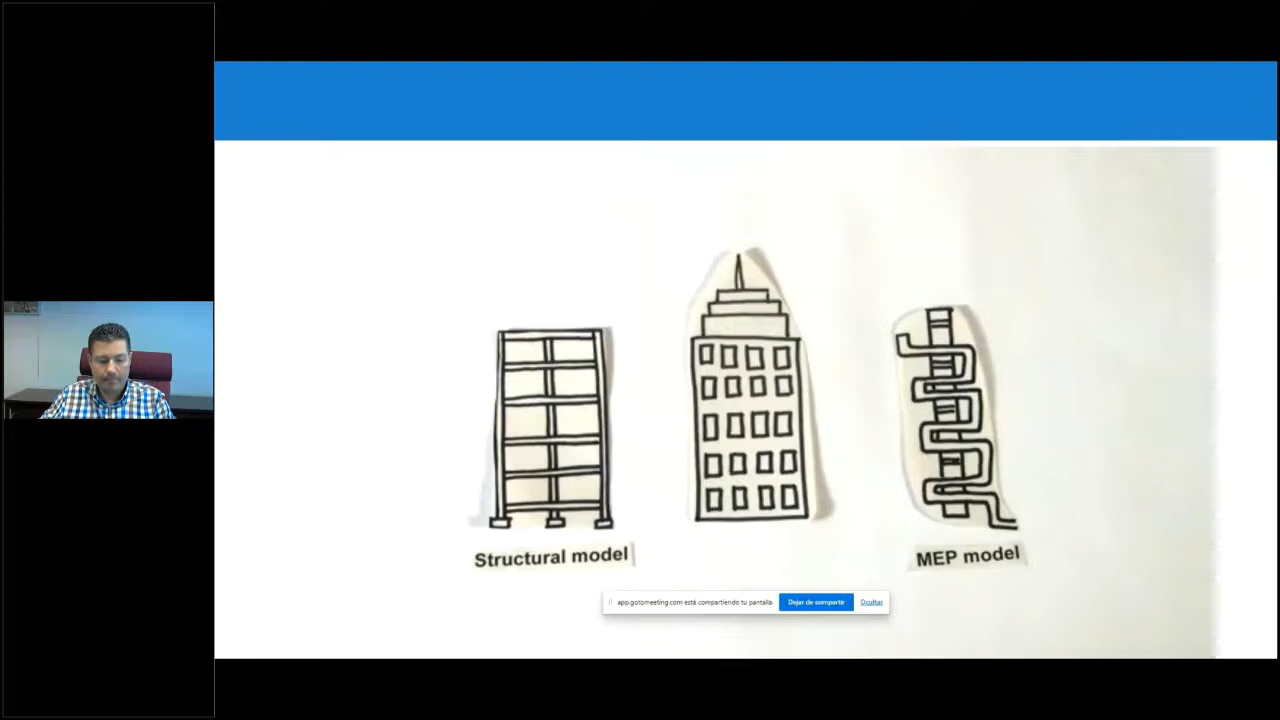 Structural model
MEP model
app.gotomeeting.com está compartiendo tu pantalla.
Dejar de compartir
Ocultar